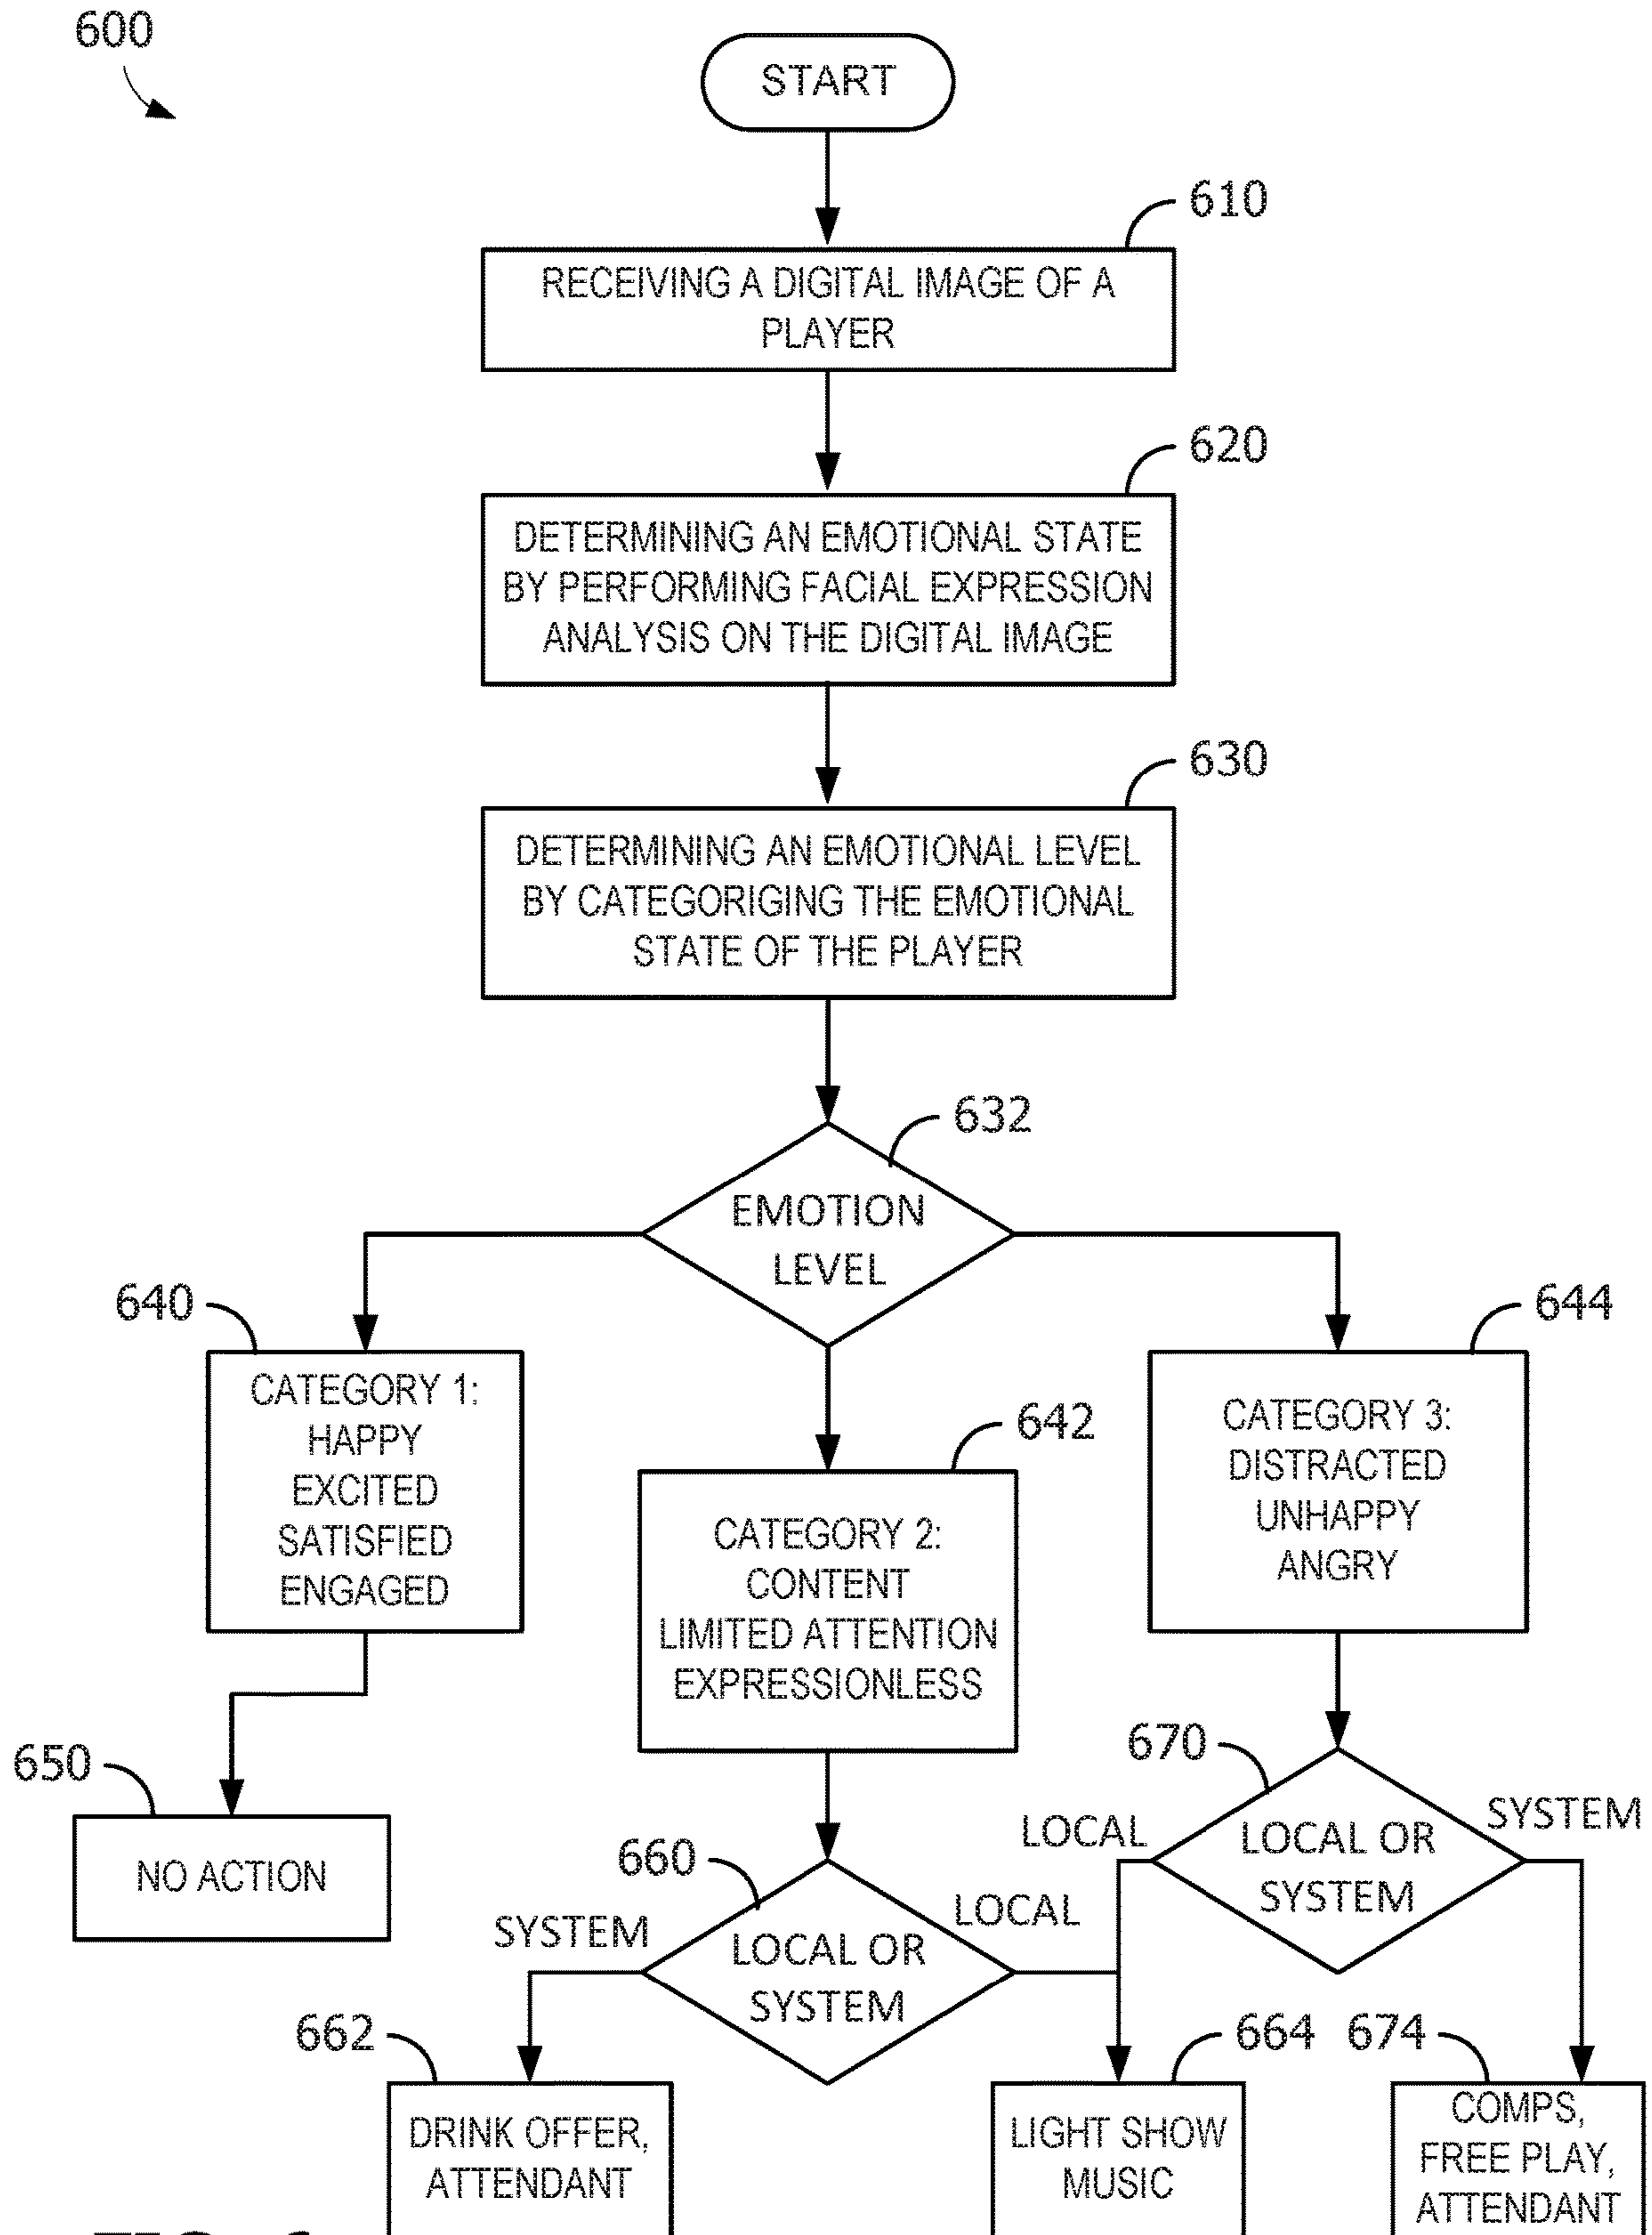 600
START
610
RECEIVING A DIGITAL IMAGE OF A
PLAYER
620
DETERMINING AN EMOTIONAL STATE
BY PERFORMING FACIAL EXPRESSION
ANALYSIS ON THE DIGITAL IMAGE
630
DETERMINING AN EMOTIONAL LEVEL
BY CATEGORIGING THE EMOTIONAL
STATE OF THE PLAYER
632
EMOTION
LEVEL
640
CATEGORY 1:
HAPPY
EXCITED
SATISFIED
ENGAGED
642
CATEGORY 2:
CONTENT
LIMITED ATTENTION
EXPRESSIONLESS
644
CATEGORY 3:
DISTRACTED
UNHAPPY
ANGRY
650
NO ACTION
660
LOCAL OR
SYSTEM
SYSTEM
LOCAL
670
LOCAL OR
SYSTEM
LOCAL
SYSTEM
662
DRINK OFFER,
ATTENDANT
664
LIGHT SHOW
MUSIC
674
COMPS,
FREE PLAY,
ATTENDANT